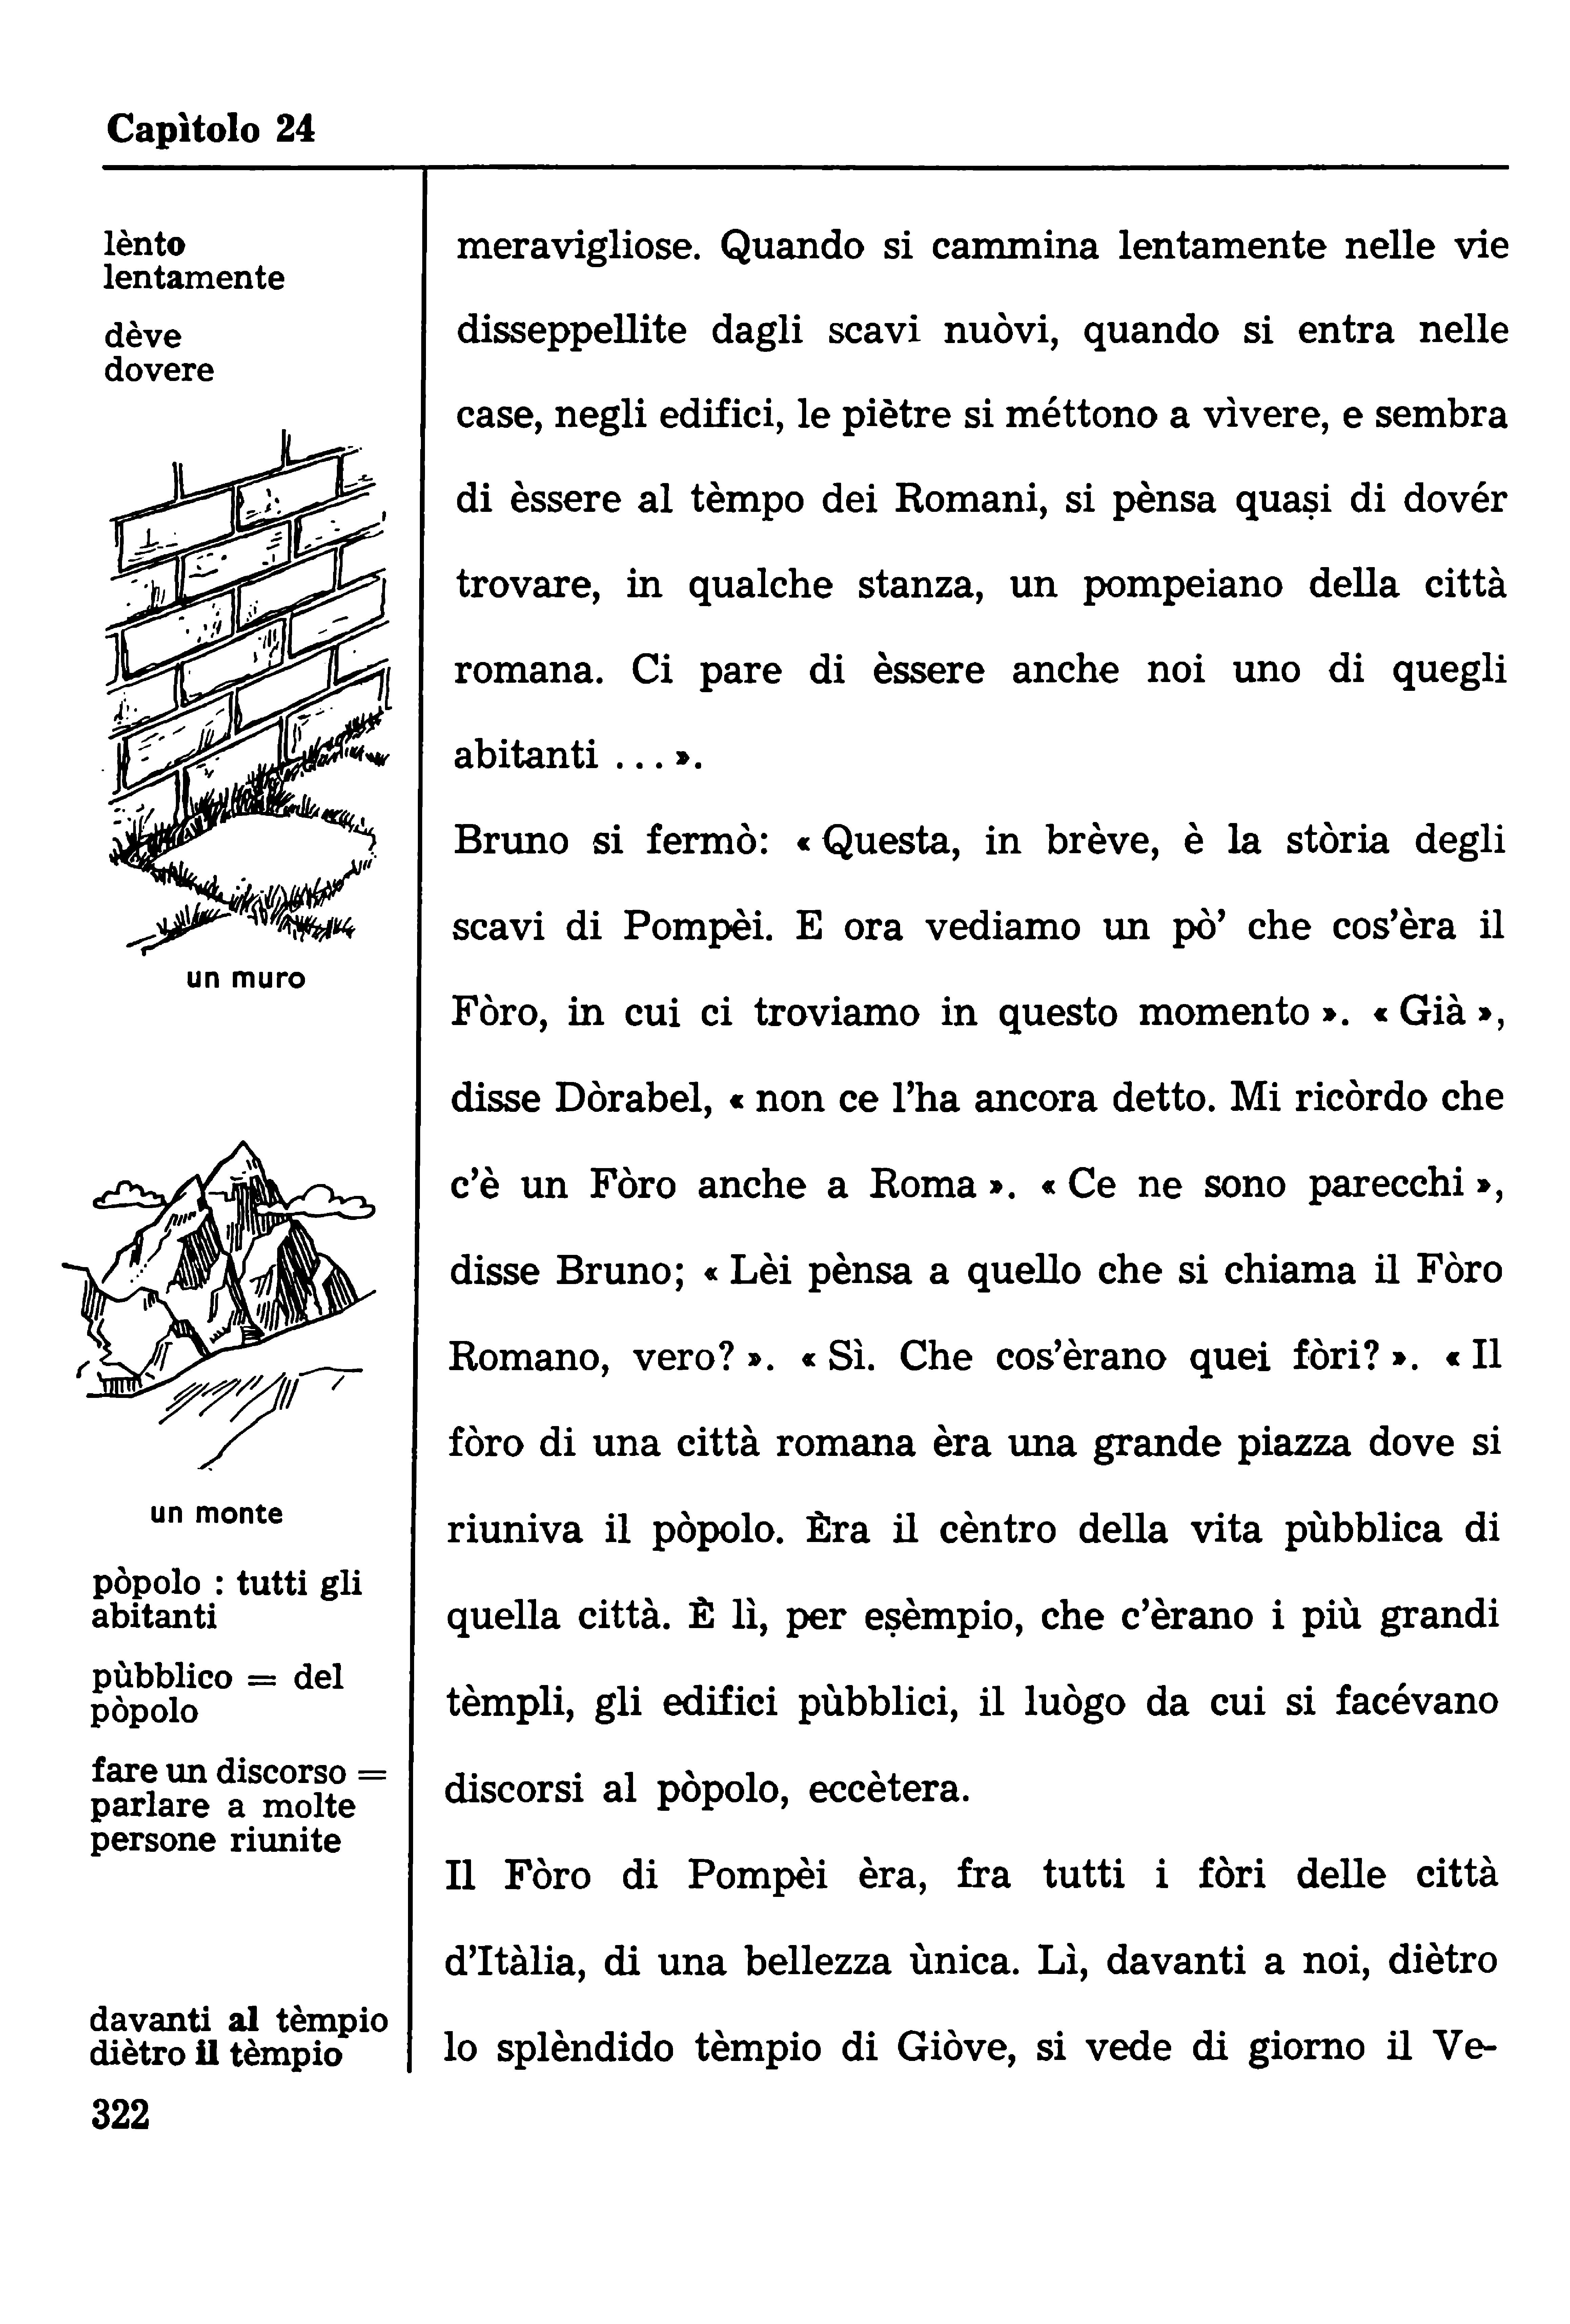 Capìtolo 24
lènto
lentamente
dève
dovere
un muro
un monte
pòpolo : tutti gli
abitanti
pùbblico = del
pòpolo
fare un discorso =
parlare a molte
persone riunite
davanti al tèmpio
diètro il tèmpio
meravigliose. Quando si cammina lentamente nelle vie
disseppellite dagli scavi nuòvi, quando si entra nelle
case, negli edifici, le piètre si méttono a vìvere, e sembra
di èssere al tèmpo dei Romani, si pènsa quaṣi di dovér
trovare, in qualche stanza, un pompeiano della città
romana. Ci pare di èssere anche noi uno di quegli
abitanti ... ».
Bruno si fermò: « Questa, in brève, è la stòria degli
scavi di Pompèi. E ora vediamo un pò’ che cos’èra il
Fòro, in cui ci troviamo in questo momento ». « Già »,
disse Dòrabel, « non ce l’ha ancora detto. Mi ricòrdo che
c’è un Fòro anche a Roma ». « Ce ne sono parecchi »,
disse Bruno; « Lèi pènsa a quello che si chiama il Fòro
Romano, vero? ». « Sì. Che cos’èrano quei fòri? ». « Il
fòro di una città romana èra una grande piazza dove si
riuniva il pòpolo. Èra il cèntro della vita pùbblica di
quella città. È lì, per eṣèmpio, che c’èrano i più grandi
tèmpli, gli edifici pùbblici, il luògo da cui si facévano
discorsi al pòpolo, eccètera.
Il Fòro di Pompèi èra, fra tutti i fòri delle città
d’Itàlia, di una bellezza ùnica. Lì, davanti a noi, diètro
lo splèndido tèmpio di Giòve, si vede di giorno il Ve-
322